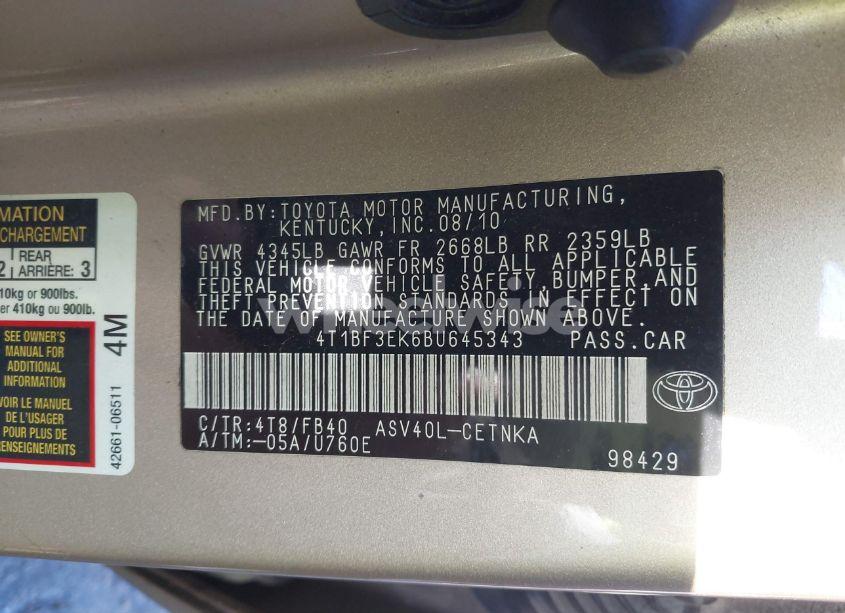 MATION
CHARGEMENT
2 REAR
ARRIÈRE: 3
10kg or 900lbs.
er 410kg ou 900lb.
SEE OWNER'S
MANUAL FOR
ADDITIONAL
INFORMATION
VOIR LE MANUEL
DE L'USAGER
POUR PLUS DE
RENSEIGNEMENTS
4M
42661-06511
MFD.BY:TOYOTA MOTOR MANUFACTURING,
KENTUCKY,INC.08/10
GVWR 4345LB GAWR FR 2668LB RR 2359LB
THIS VEHICLE CONFORMS TO ALL APPLICABLE
FEDERAL MOTOR VEHICLE SAFETY, BUMPER,AND
THEFT PREVENTION STANDARDS IN EFFECT ON
THE DATE OF MANUFACTURE SHOWN ABOVE.
4T1BF3EK6BU645343 PASS.CAR
C/TR:4T8/FB40 ASV40L-CETNKA
A/TM:-05A/U760E
98429